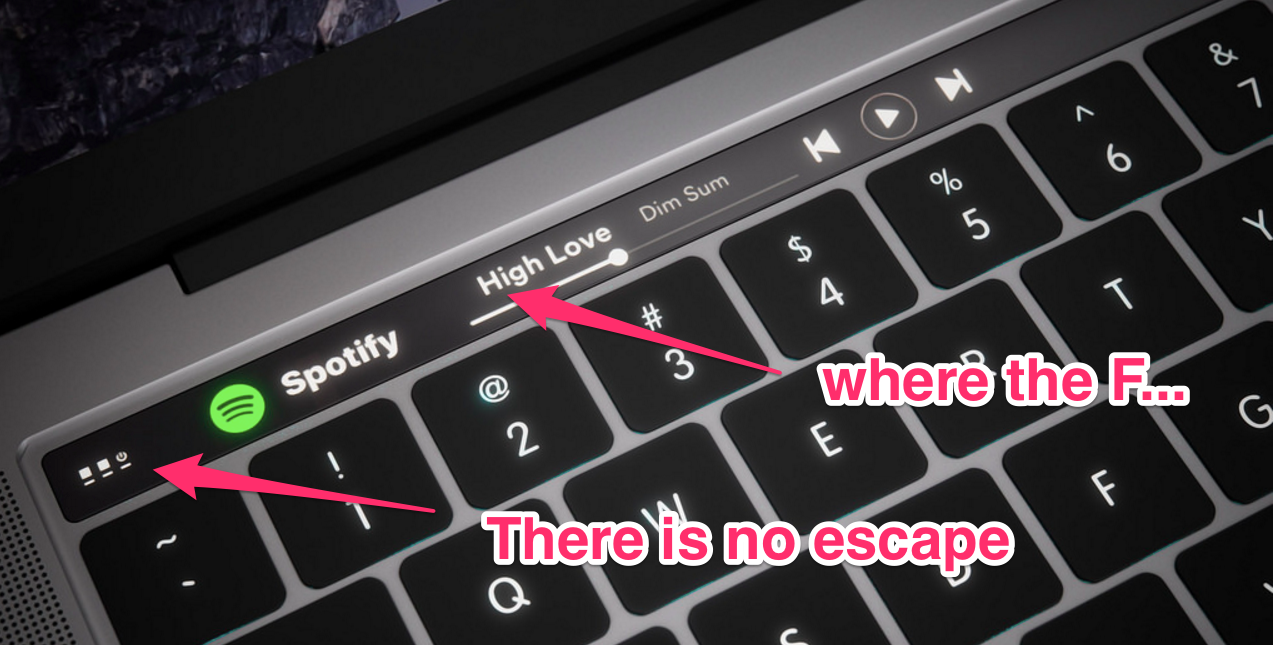 Spotify
High Love
Dim Sum
&
7
^
6
%
5
$
4
#
3
@
2
!
1
~
-
Y
T
R
E
W
Q
G
F
D
S
where the F...
There is no escape